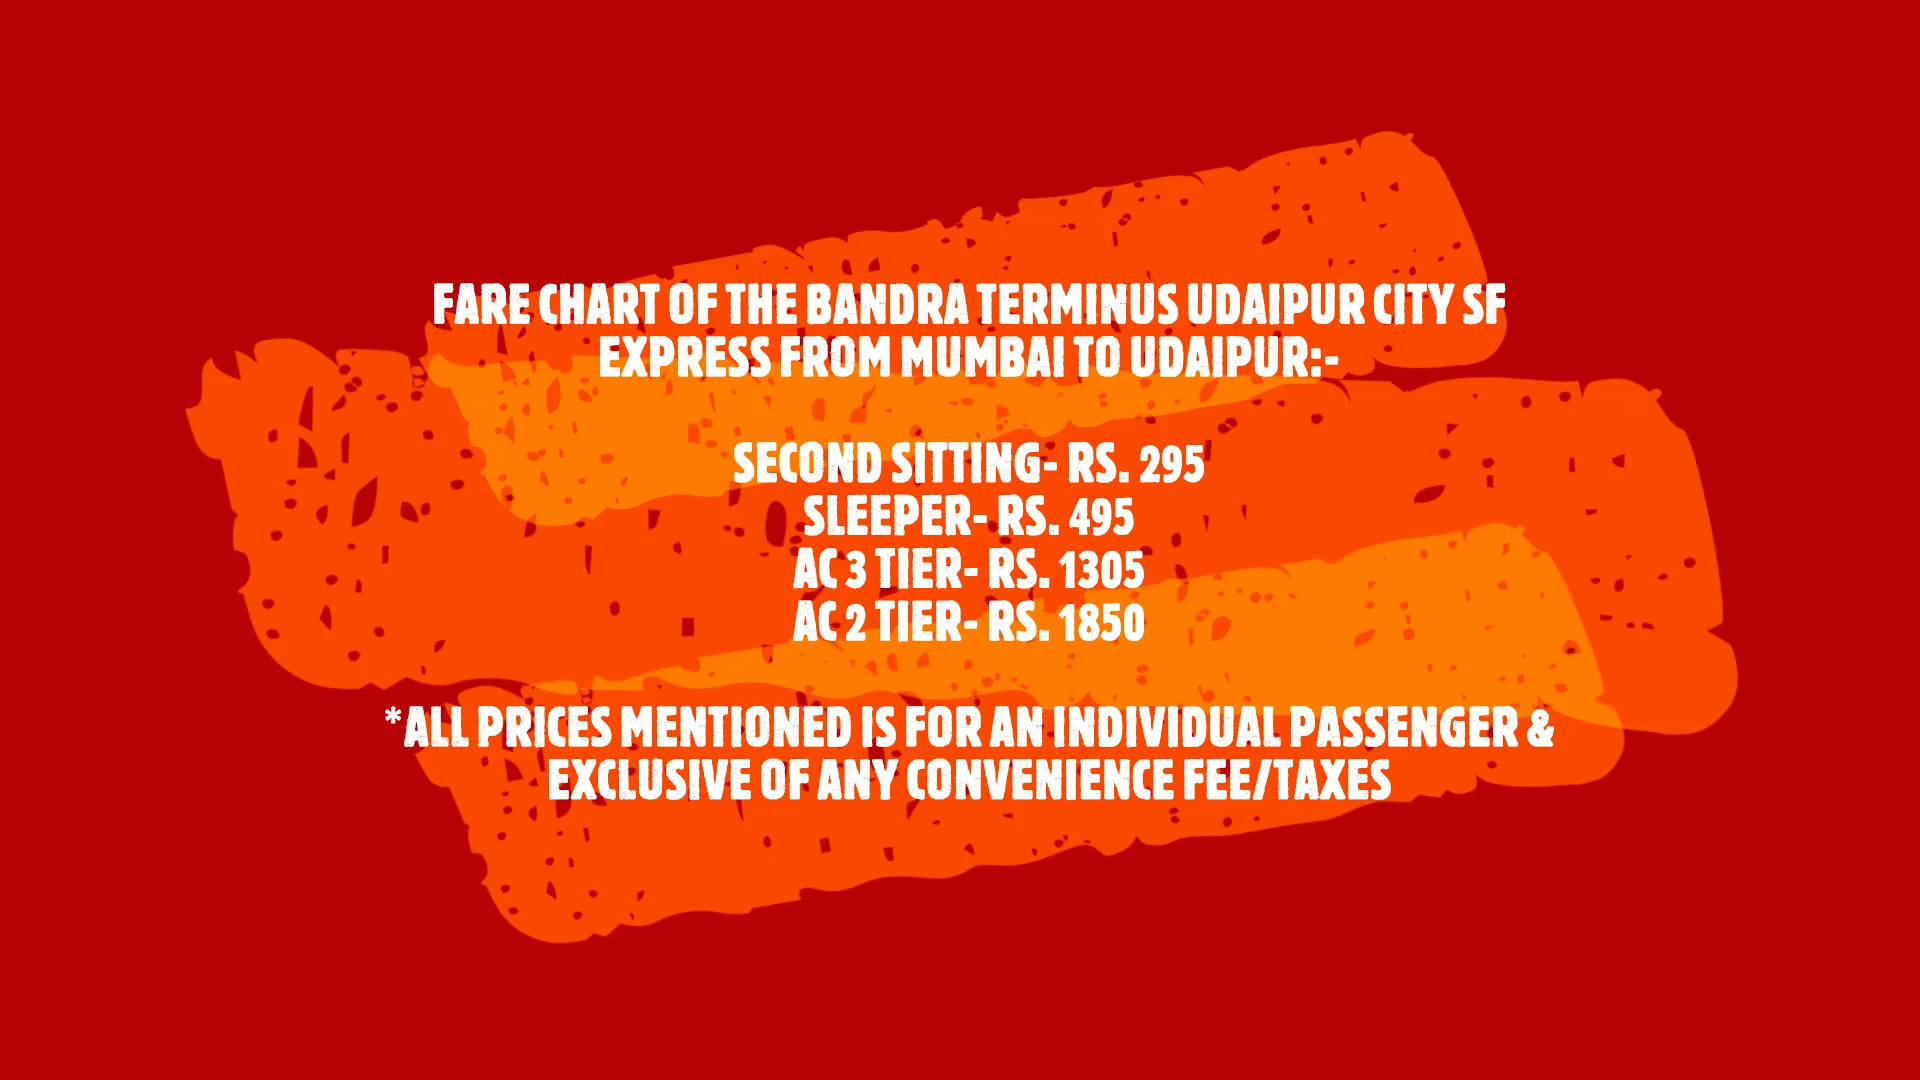 FARE CHART OF THE BANDRA TERMINUS UDAIPUR CITY SF
EXPRESS FROM MUMBAI TO UDAIPUR:-
SECOND SITTING- RS. 295
SLEEPER- RS. 495
AC 3 TIER- RS. 1305
AC 2 TIER- RS. 1850
*ALL PRICES MENTIONED IS FOR AN INDIVIDUAL PASSENGER &
EXCLUSIVE OF ANY CONVENIENCE FEE/TAXES